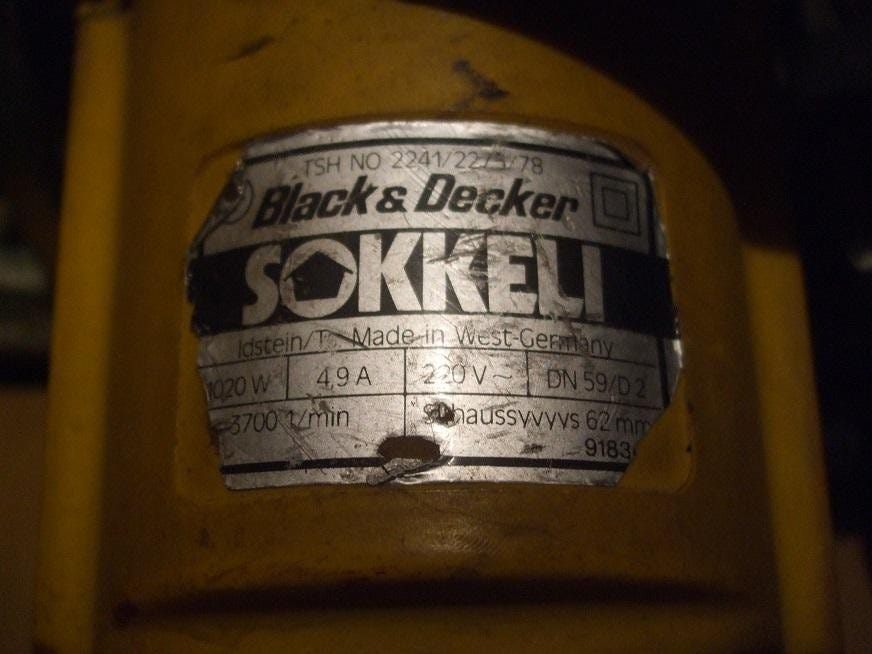 TSH NO 2241/22/3/78
Black & Decker
SOKKELI
Idstein/T. Made in West-Germany
1020 W 4,9 A 220 V ~ DN 59/D 2
3700 1/min Sahaussyvyys 62 mm
9183